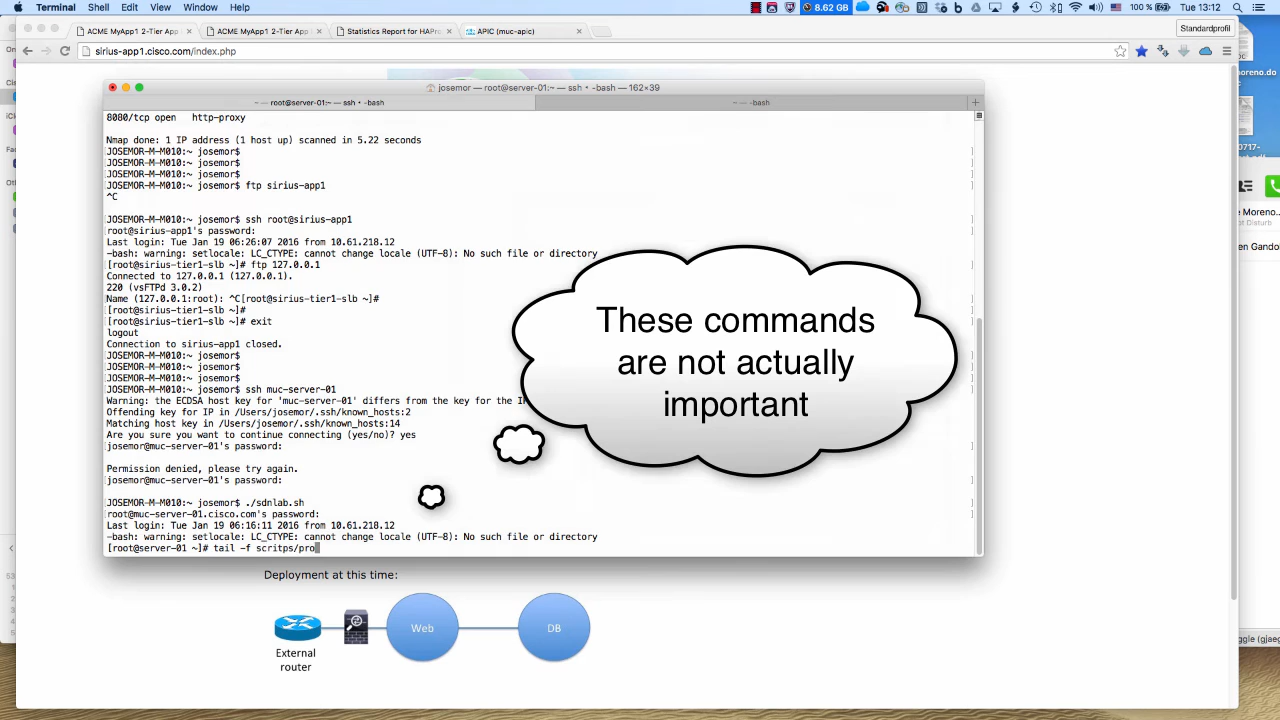 Terminal Shell Edit View Window Help 8.62 GB 100 % Tue 13:12
ACME MyApp1 2-Tier App ACME MyApp1 2-Tier App Statistics Report for HAPro APIC (muc-apic) Standardprofil
sirius-app1.cisco.com/index.php
josemor — root@server-01:~ — ssh • -bash — 162×39
~ — root@server-01:~ — ssh • -bash ~ — -bash
8080/tcp open http-proxy
Nmap done: 1 IP address (1 host up) scanned in 5.22 seconds
JOSEMOR-M-M010:~ josemor$
JOSEMOR-M-M010:~ josemor$
JOSEMOR-M-M010:~ josemor$
JOSEMOR-M-M010:~ josemor$ ftp sirius-app1
^C
JOSEMOR-M-M010:~ josemor$ ssh root@sirius-app1
root@sirius-app1's password:
Last login: Tue Jan 19 06:26:07 2016 from 10.61.218.12
-bash: warning: setlocale: LC_CTYPE: cannot change locale (UTF-8): No such file or directory
[root@sirius-tier1-slb ~]# ftp 127.0.0.1
Connected to 127.0.0.1 (127.0.0.1).
220 (vsFTPd 3.0.2)
Name (127.0.0.1:root): ^C[root@sirius-tier1-slb ~]#
[root@sirius-tier1-slb ~]#
[root@sirius-tier1-slb ~]# exit
logout
Connection to sirius-app1 closed.
JOSEMOR-M-M010:~ josemor$
JOSEMOR-M-M010:~ josemor$
JOSEMOR-M-M010:~ josemor$
JOSEMOR-M-M010:~ josemor$ ssh muc-server-01
Warning: the ECDSA host key for 'muc-server-01' differs from the key for the
Offending key for IP in /Users/josemor/.ssh/known_hosts:2
Matching host key in /Users/josemor/.ssh/known_hosts:14
Are you sure you want to continue connecting (yes/no)? yes
josemor@muc-server-01's password:
Permission denied, please try again.
josemor@muc-server-01's password:
JOSEMOR-M-M010:~ josemor$ ./sdnlab.sh
root@muc-server-01.cisco.com's password:
Last login: Tue Jan 19 06:16:11 2016 from 10.61.218.12
-bash: warning: setlocale: LC_CTYPE: cannot change locale (UTF-8): No such file or directory
[root@server-01 ~]# tail -f scritps/pro
These commands
are not actually
important
Deployment at this time:
Web DB
External
router